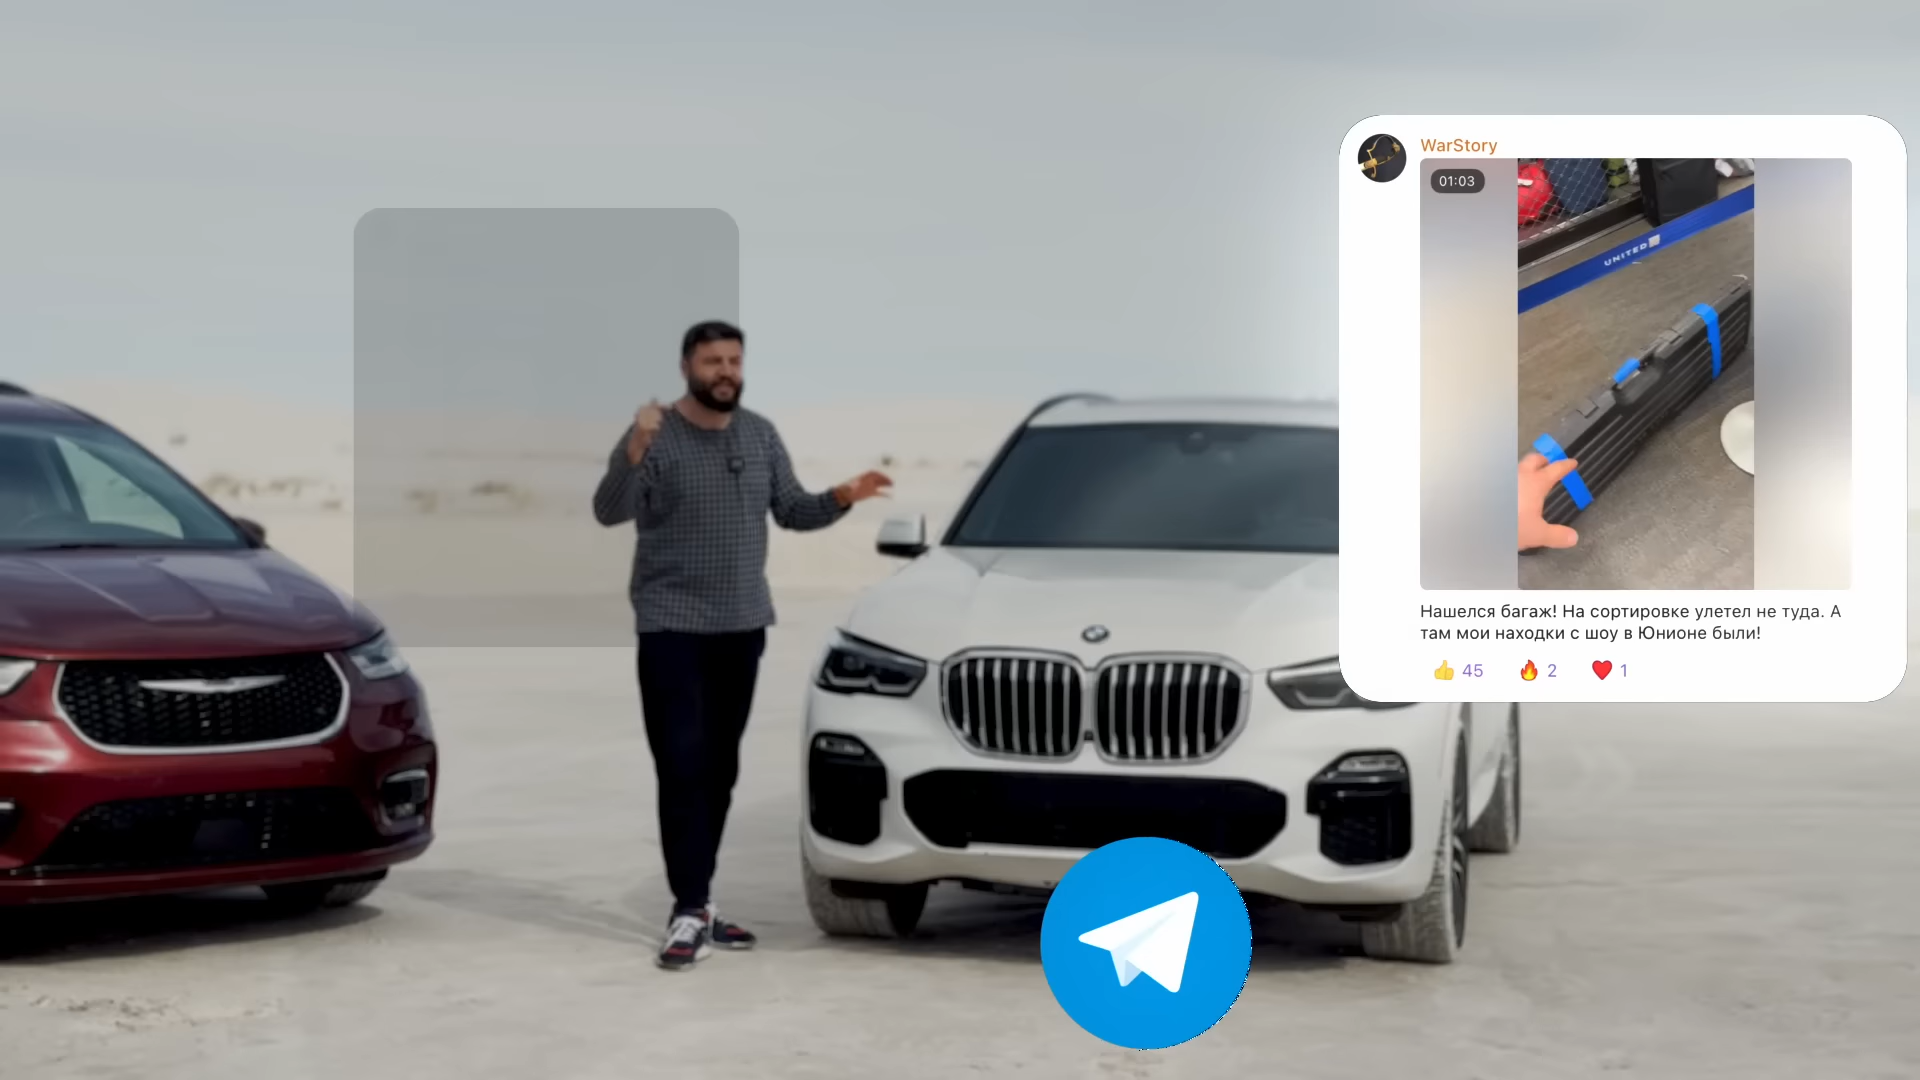 WarStory
01:03
UNITED
Нашелся багаж! На сортировке улетел не туда. А
там мои находки с шоу в Юнионе были!
45
2
1